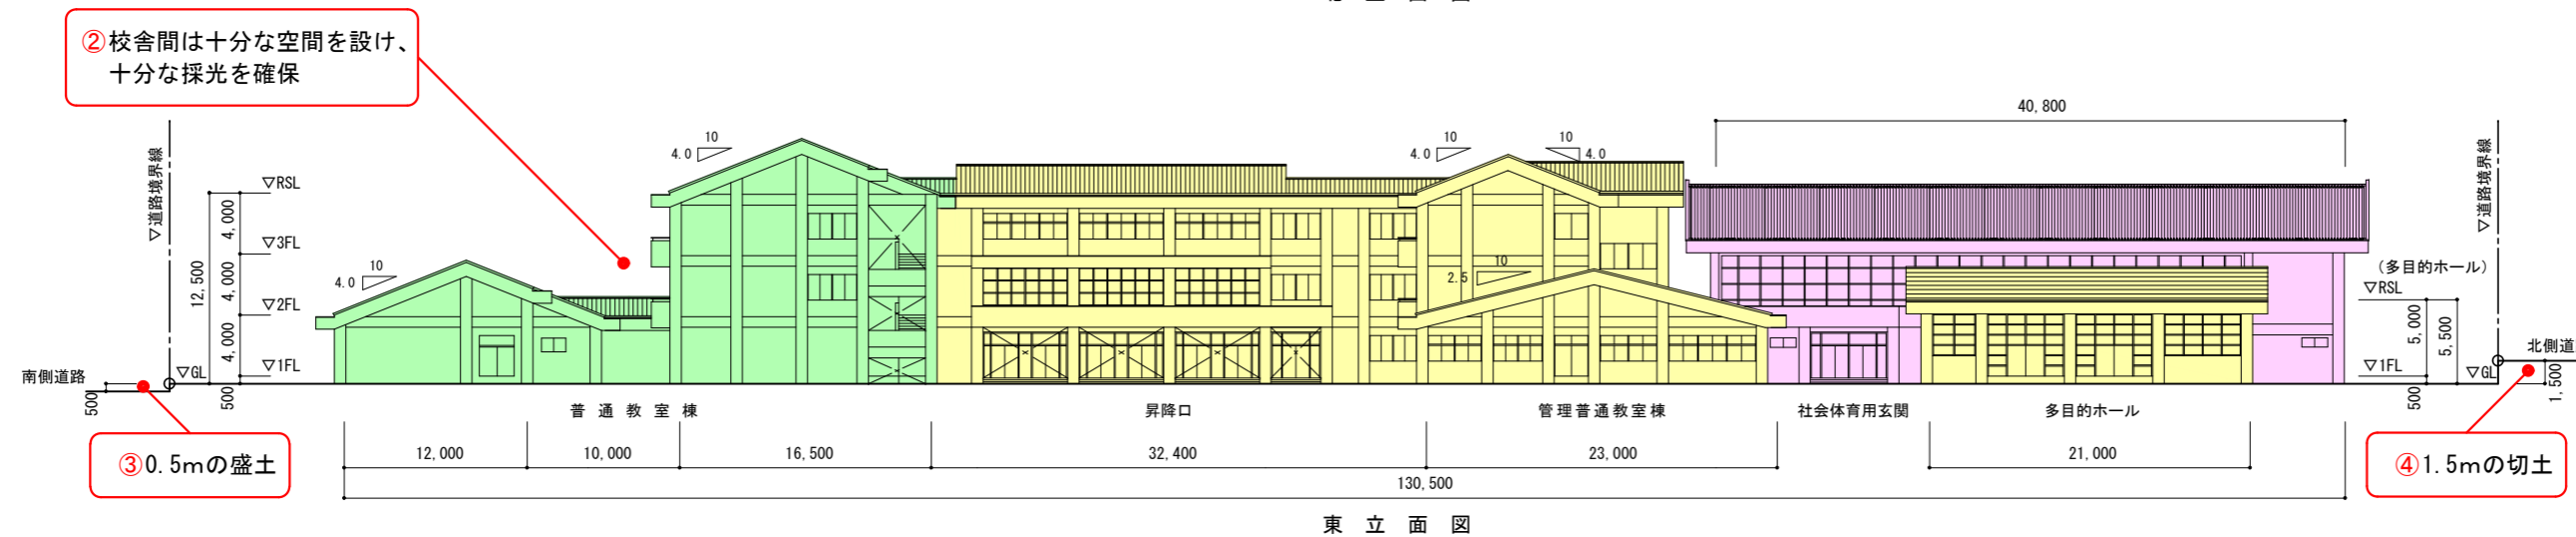 立面図
②校舎間は十分な空間を設け、
十分な採光を確保
40,800
10
4.0
10
4.0
10
4.0
10
4.0
10
2.5
▽道路境界線
▽RSL
▽3FL
▽2FL
▽1FL
▽GL
4,000
4,000
4,000
12,500
500
500
南側道路
▽道路境界線
(多目的ホール)
▽RSL
▽1FL
▽GL
5,000
5,500
500
北側道
1,500
普通教室棟
昇降口
管理普通教室棟
社会体育用玄関
多目的ホール
③0.5mの盛土
12,000
10,000
16,500
32,400
23,000
21,000
④1.5mの切土
130,500
東立面図